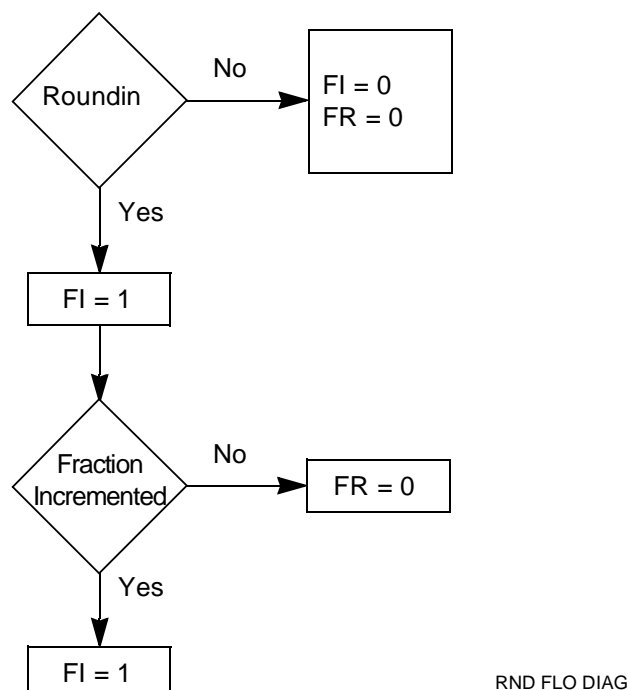 Roundin
No
FI = 0
FR = 0
Yes
FI = 1
Fraction
Incremented
No
FR = 0
Yes
FI = 1
RND FLO DIAG